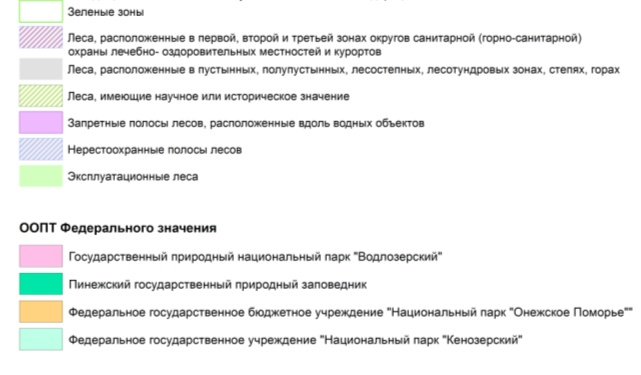 Зеленые зоны
Леса, расположенные в первой, второй и третьей зонах округов санитарной (горно-санитарной)
охраны лечебно- оздоровительных местностей и курортов
Леса, расположенные в пустынных, полупустынных, лесостепных, лесотундровых зонах, степях, горах
Леса, имеющие научное или историческое значение
Запретные полосы лесов, расположенные вдоль водных объектов
Нерестоохранные полосы лесов
Эксплуатационные леса
ООПТ Федерального значения
Государственный природный национальный парк "Водлозерский"
Пинежский государственный природный заповедник
Федеральное государственное бюджетное учреждение "Национальный парк "Онежское Поморье""
Федеральное государственное учреждение "Национальный парк "Кенозерский"